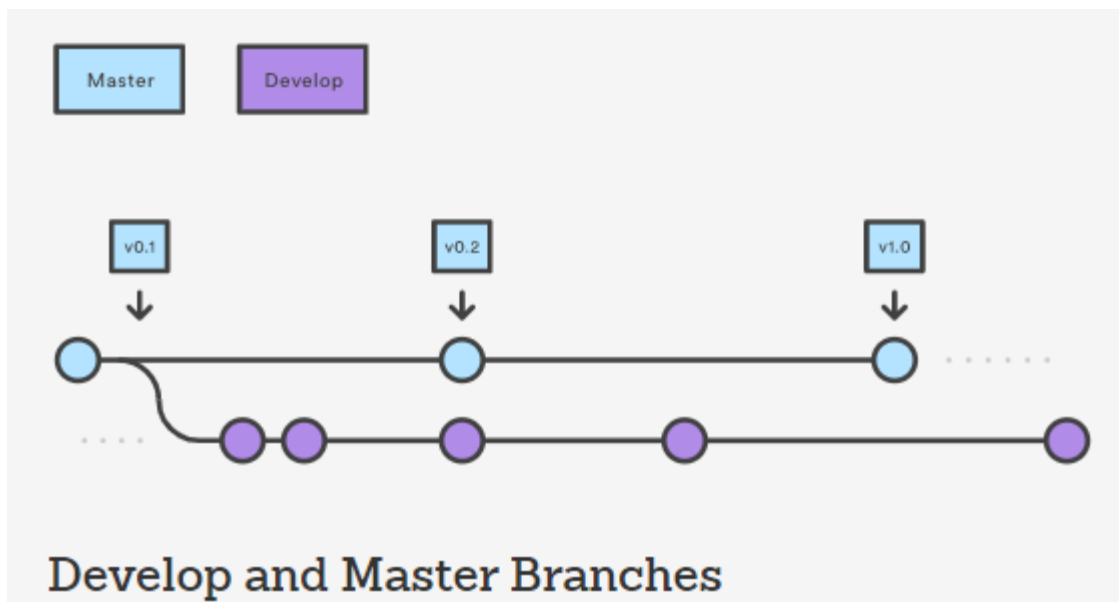 Master
Develop
v0.1
v0.2
v1.0
Develop and Master Branches